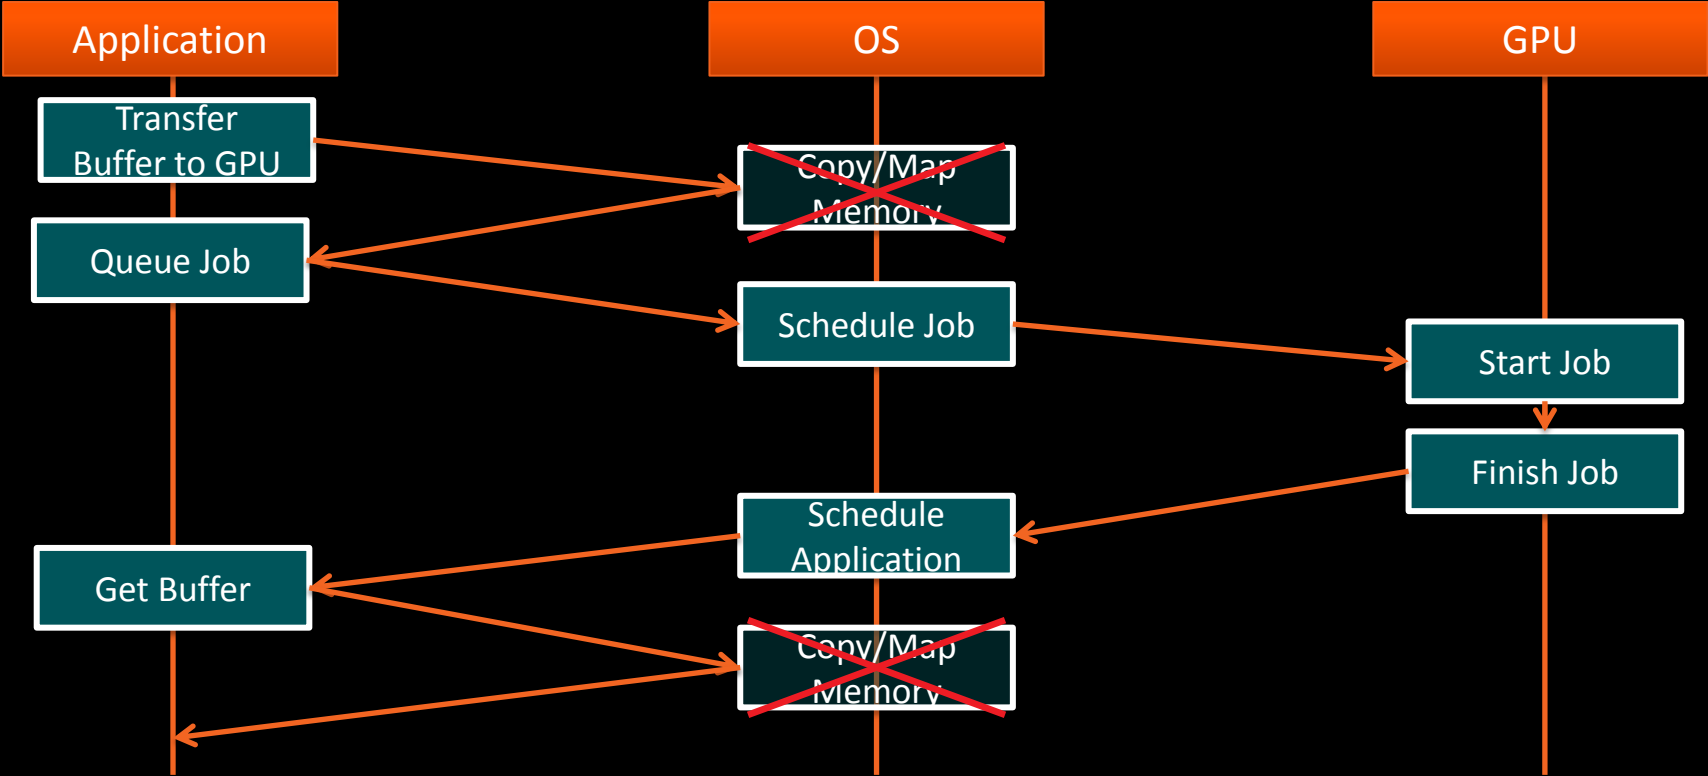 Application
OS
GPU
Transfer
Buffer to GPU
Copy/Map
Memory
Queue Job
Schedule Job
Start Job
Finish Job
Schedule
Application
Get Buffer
Copy/Map
Memory